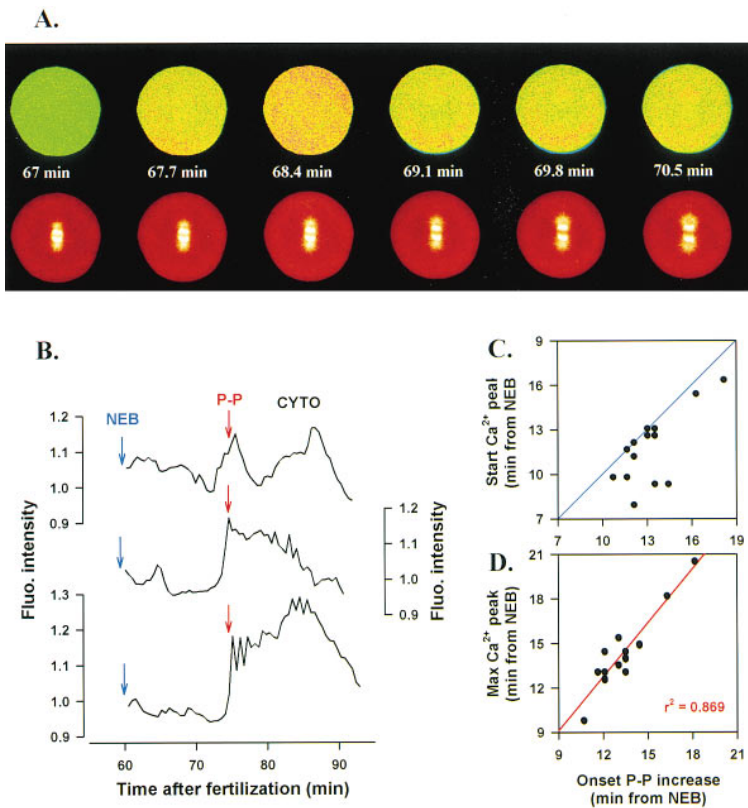 A.
67 min 67.7 min 68.4 min 69.1 min 69.8 min 70.5 min
B.
NEB P-P CYTO
1.2
1.1
1.0
0.9
1.2
1.1
1.0
0.9
1.3
1.2
1.1
1.0
0.9
Fluo. intensity
Fluo. intensity
60 70 80 90
Time after fertilization (min)
C.
Start Ca2+ peal
(min from NEB)
9
16
13
10
7
7 10 13 16 19
D.
Max Ca2+ peak
(min from NEB)
21
18
15
12
9
r2 = 0.869
9 12 15 18 21
Onset P-P increase
(min from NEB)